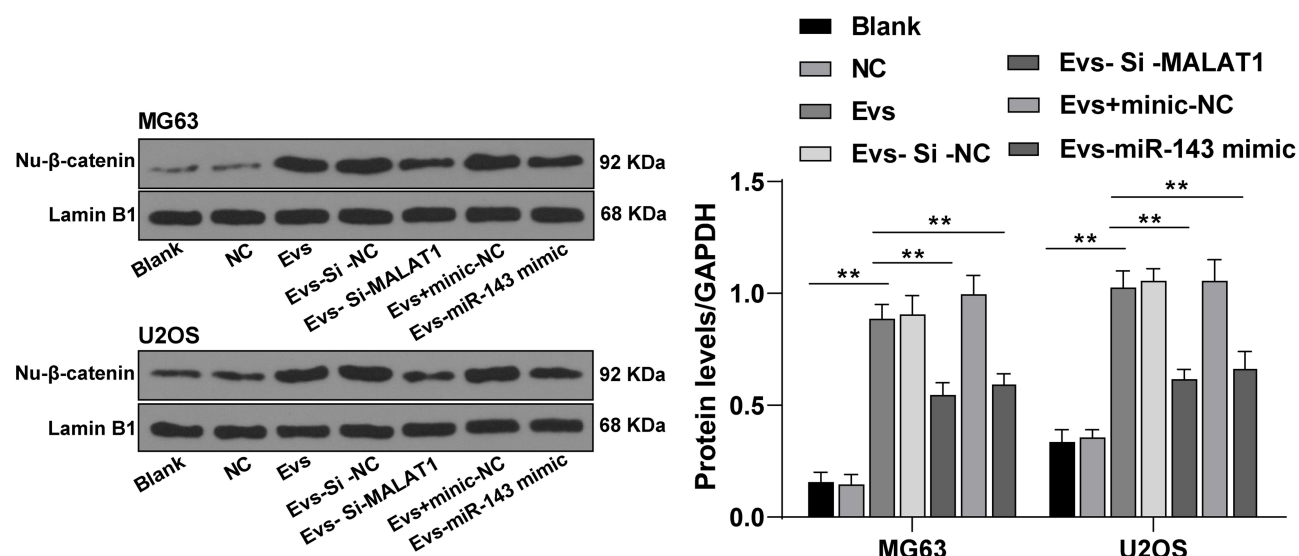 MG63
Nu-β-catenin
92 KDa
Lamin B1
68 KDa
Blank
NC
Evs
Evs-Si -NC
Evs- Si-MALAT1
Evs+minic-NC
Evs-miR-143 mimic
U2OS
Nu-β-catenin
92 KDa
Lamin B1
68 KDa
Blank
NC
Evs
Evs-Si -NC
Evs- Si-MALAT1
Evs+minic-NC
Evs-miR-143 mimic
Blank
NC
Evs
Evs- Si -NC
Evs- Si -MALAT1
Evs+minic-NC
Evs-miR-143 mimic
Protein levels/GAPDH
1.5
1.0
0.5
0.0
**
**
**
**
**
**
MG63
U2OS